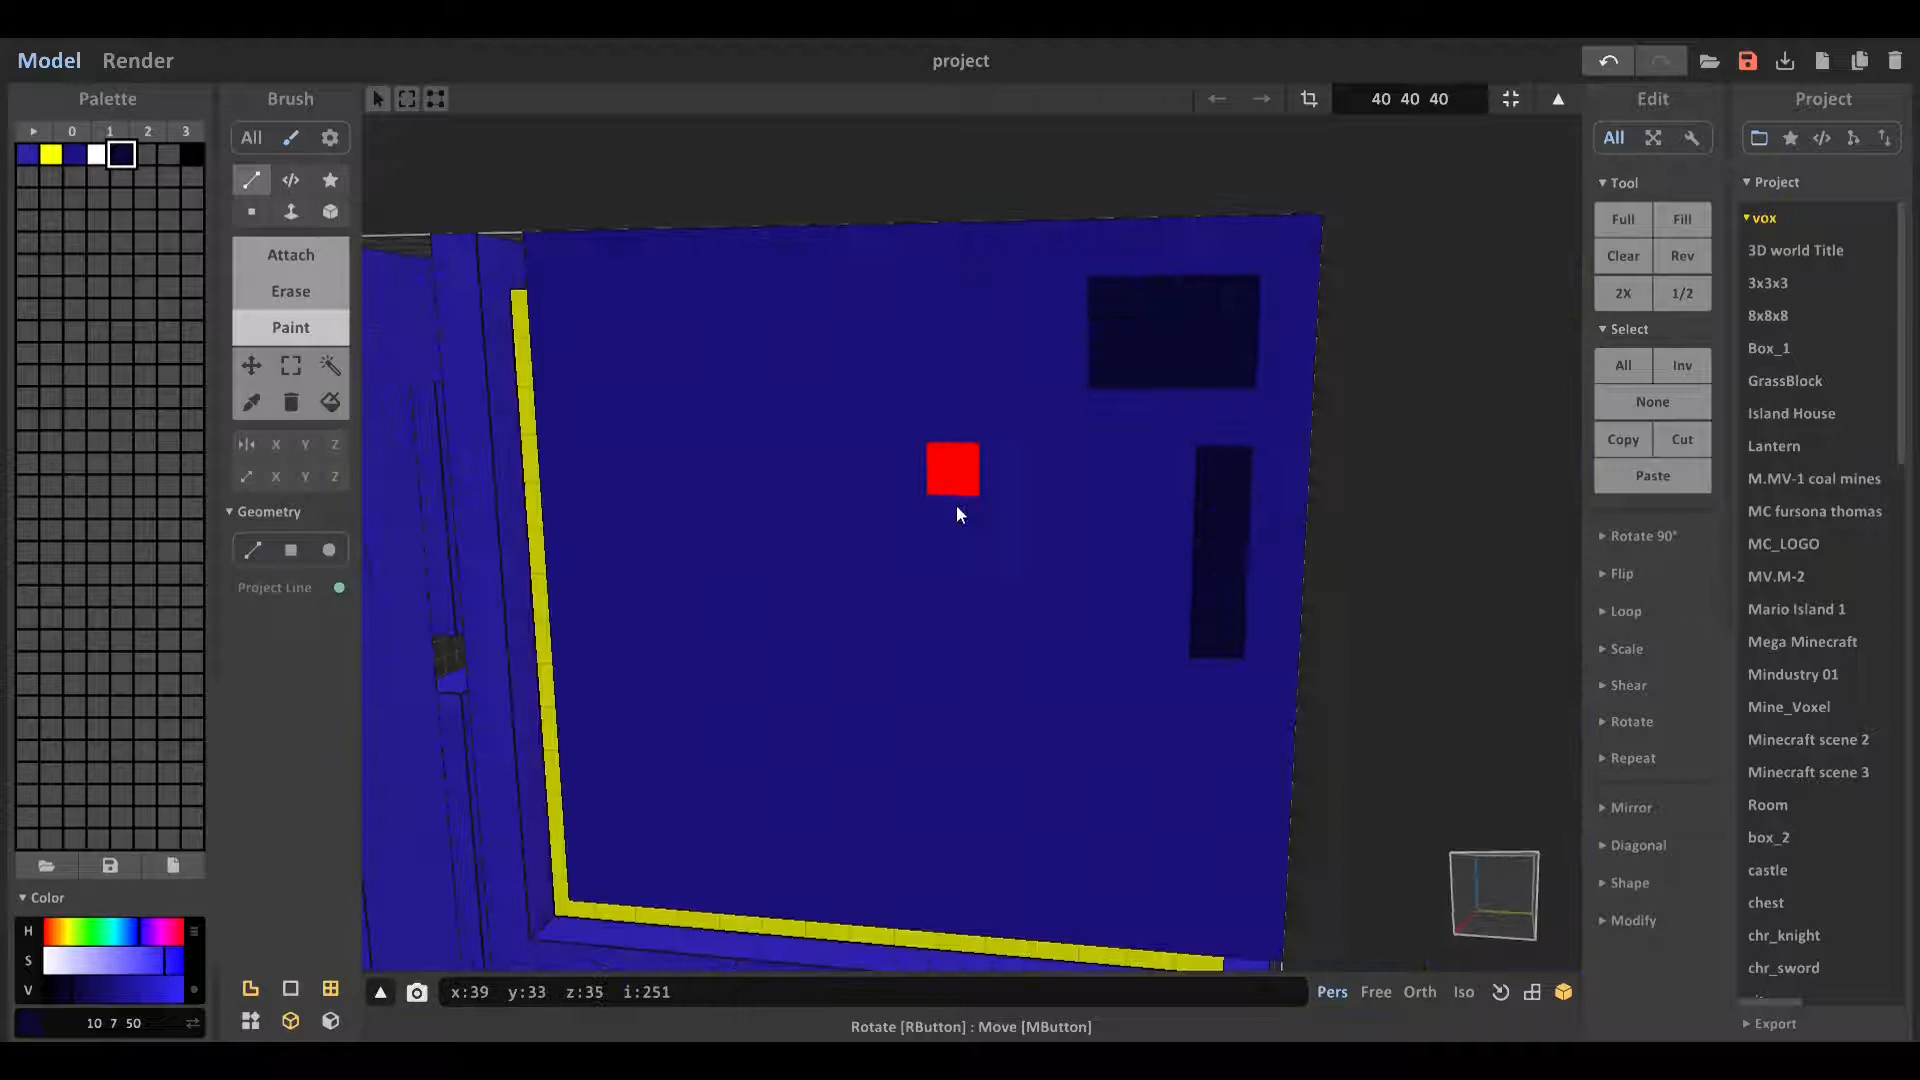 Model Render
project
Palette
0 1 2 3
Color
H
S
V
10 7 50
Brush
All
Attach
Erase
Paint
X Y Z
X Y Z
Geometry
Project Line
40 40 40
x:39 y:33 z:35 i:251
Pers Free Orth Iso
Rotate [RButton] : Move [MButton]
Edit
All
Tool
Full Fill
Clear Rev
2X 1/2
Select
All Inv
None
Copy Cut
Paste
Rotate 90°
Flip
Loop
Scale
Shear
Rotate
Repeat
Mirror
Diagonal
Shape
Modify
Project
Project
vox
3D world Title
3x3x3
8x8x8
Box_1
GrassBlock
Island House
Lantern
M.MV-1 coal mines
MC fursona thomas
MC_LOGO
MV.M-2
Mario Island 1
Mega Minecraft
Mindustry 01
Mine_Voxel
Minecraft scene 2
Minecraft scene 3
Room
box_2
castle
chest
chr_knight
chr_sword
Export